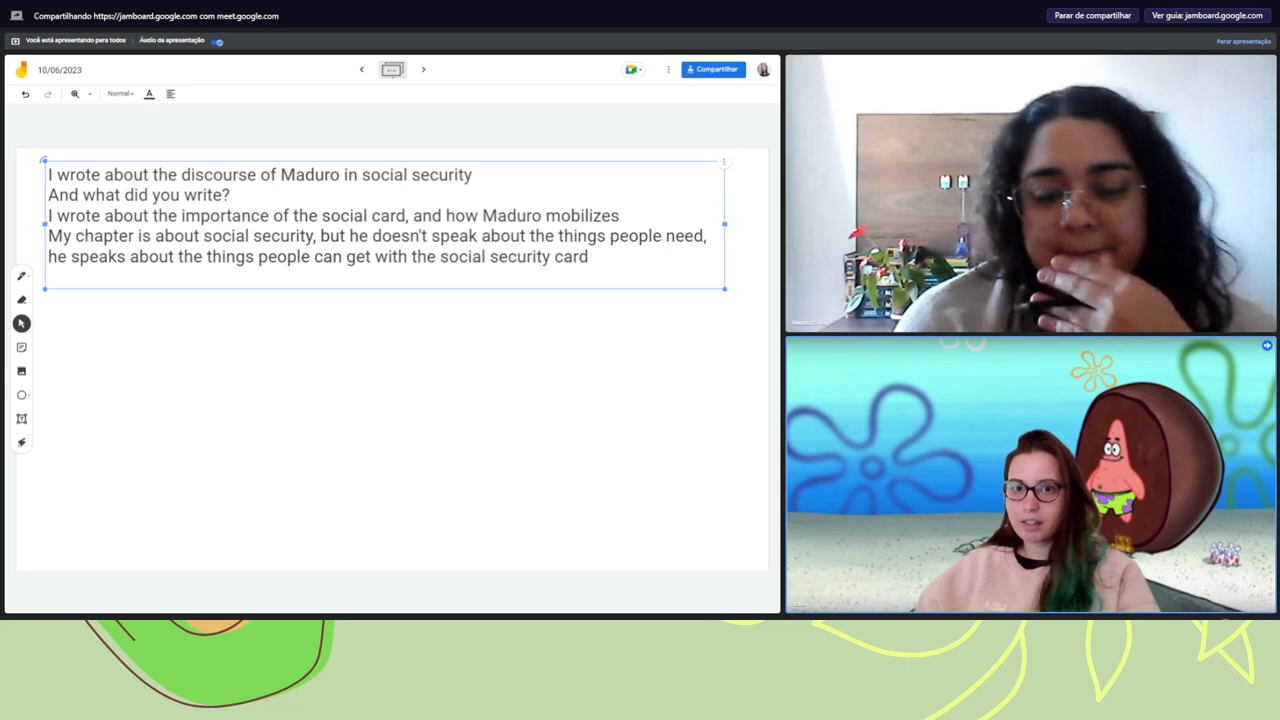 Compartilhando https://jamboard.google.com com meet.google.com
Parar de compartilhar
Ver guia: jamboard.google.com
Você está apresentando para todos
Áudio da apresentação
Parar apresentação
10/06/2023
Compartilhar
Normal
I wrote about the discourse of Maduro in social security
And what did you write?
I wrote about the importance of the social card, and how Maduro mobilizes
My chapter is about social security, but he doesn't speak about the things people need,
he speaks about the things people can get with the social security card